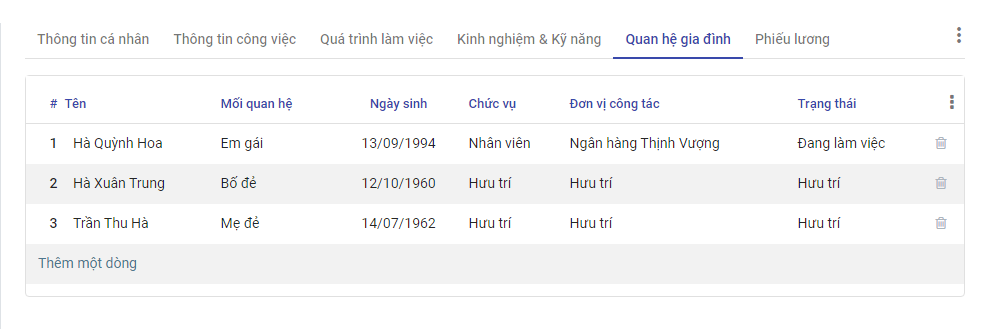 Thông tin cá nhân Thông tin công việc Quá trình làm việc Kinh nghiệm & Kỹ năng Quan hệ gia đình Phiếu lương
# Tên Mối quan hệ Ngày sinh Chức vụ Đơn vị công tác Trạng thái
1 Hà Quỳnh Hoa Em gái 13/09/1994 Nhân viên Ngân hàng Thịnh Vượng Đang làm việc
2 Hà Xuân Trung Bố đẻ 12/10/1960 Hưu trí Hưu trí Hưu trí
3 Trần Thu Hà Mẹ đẻ 14/07/1962 Hưu trí Hưu trí Hưu trí
Thêm một dòng